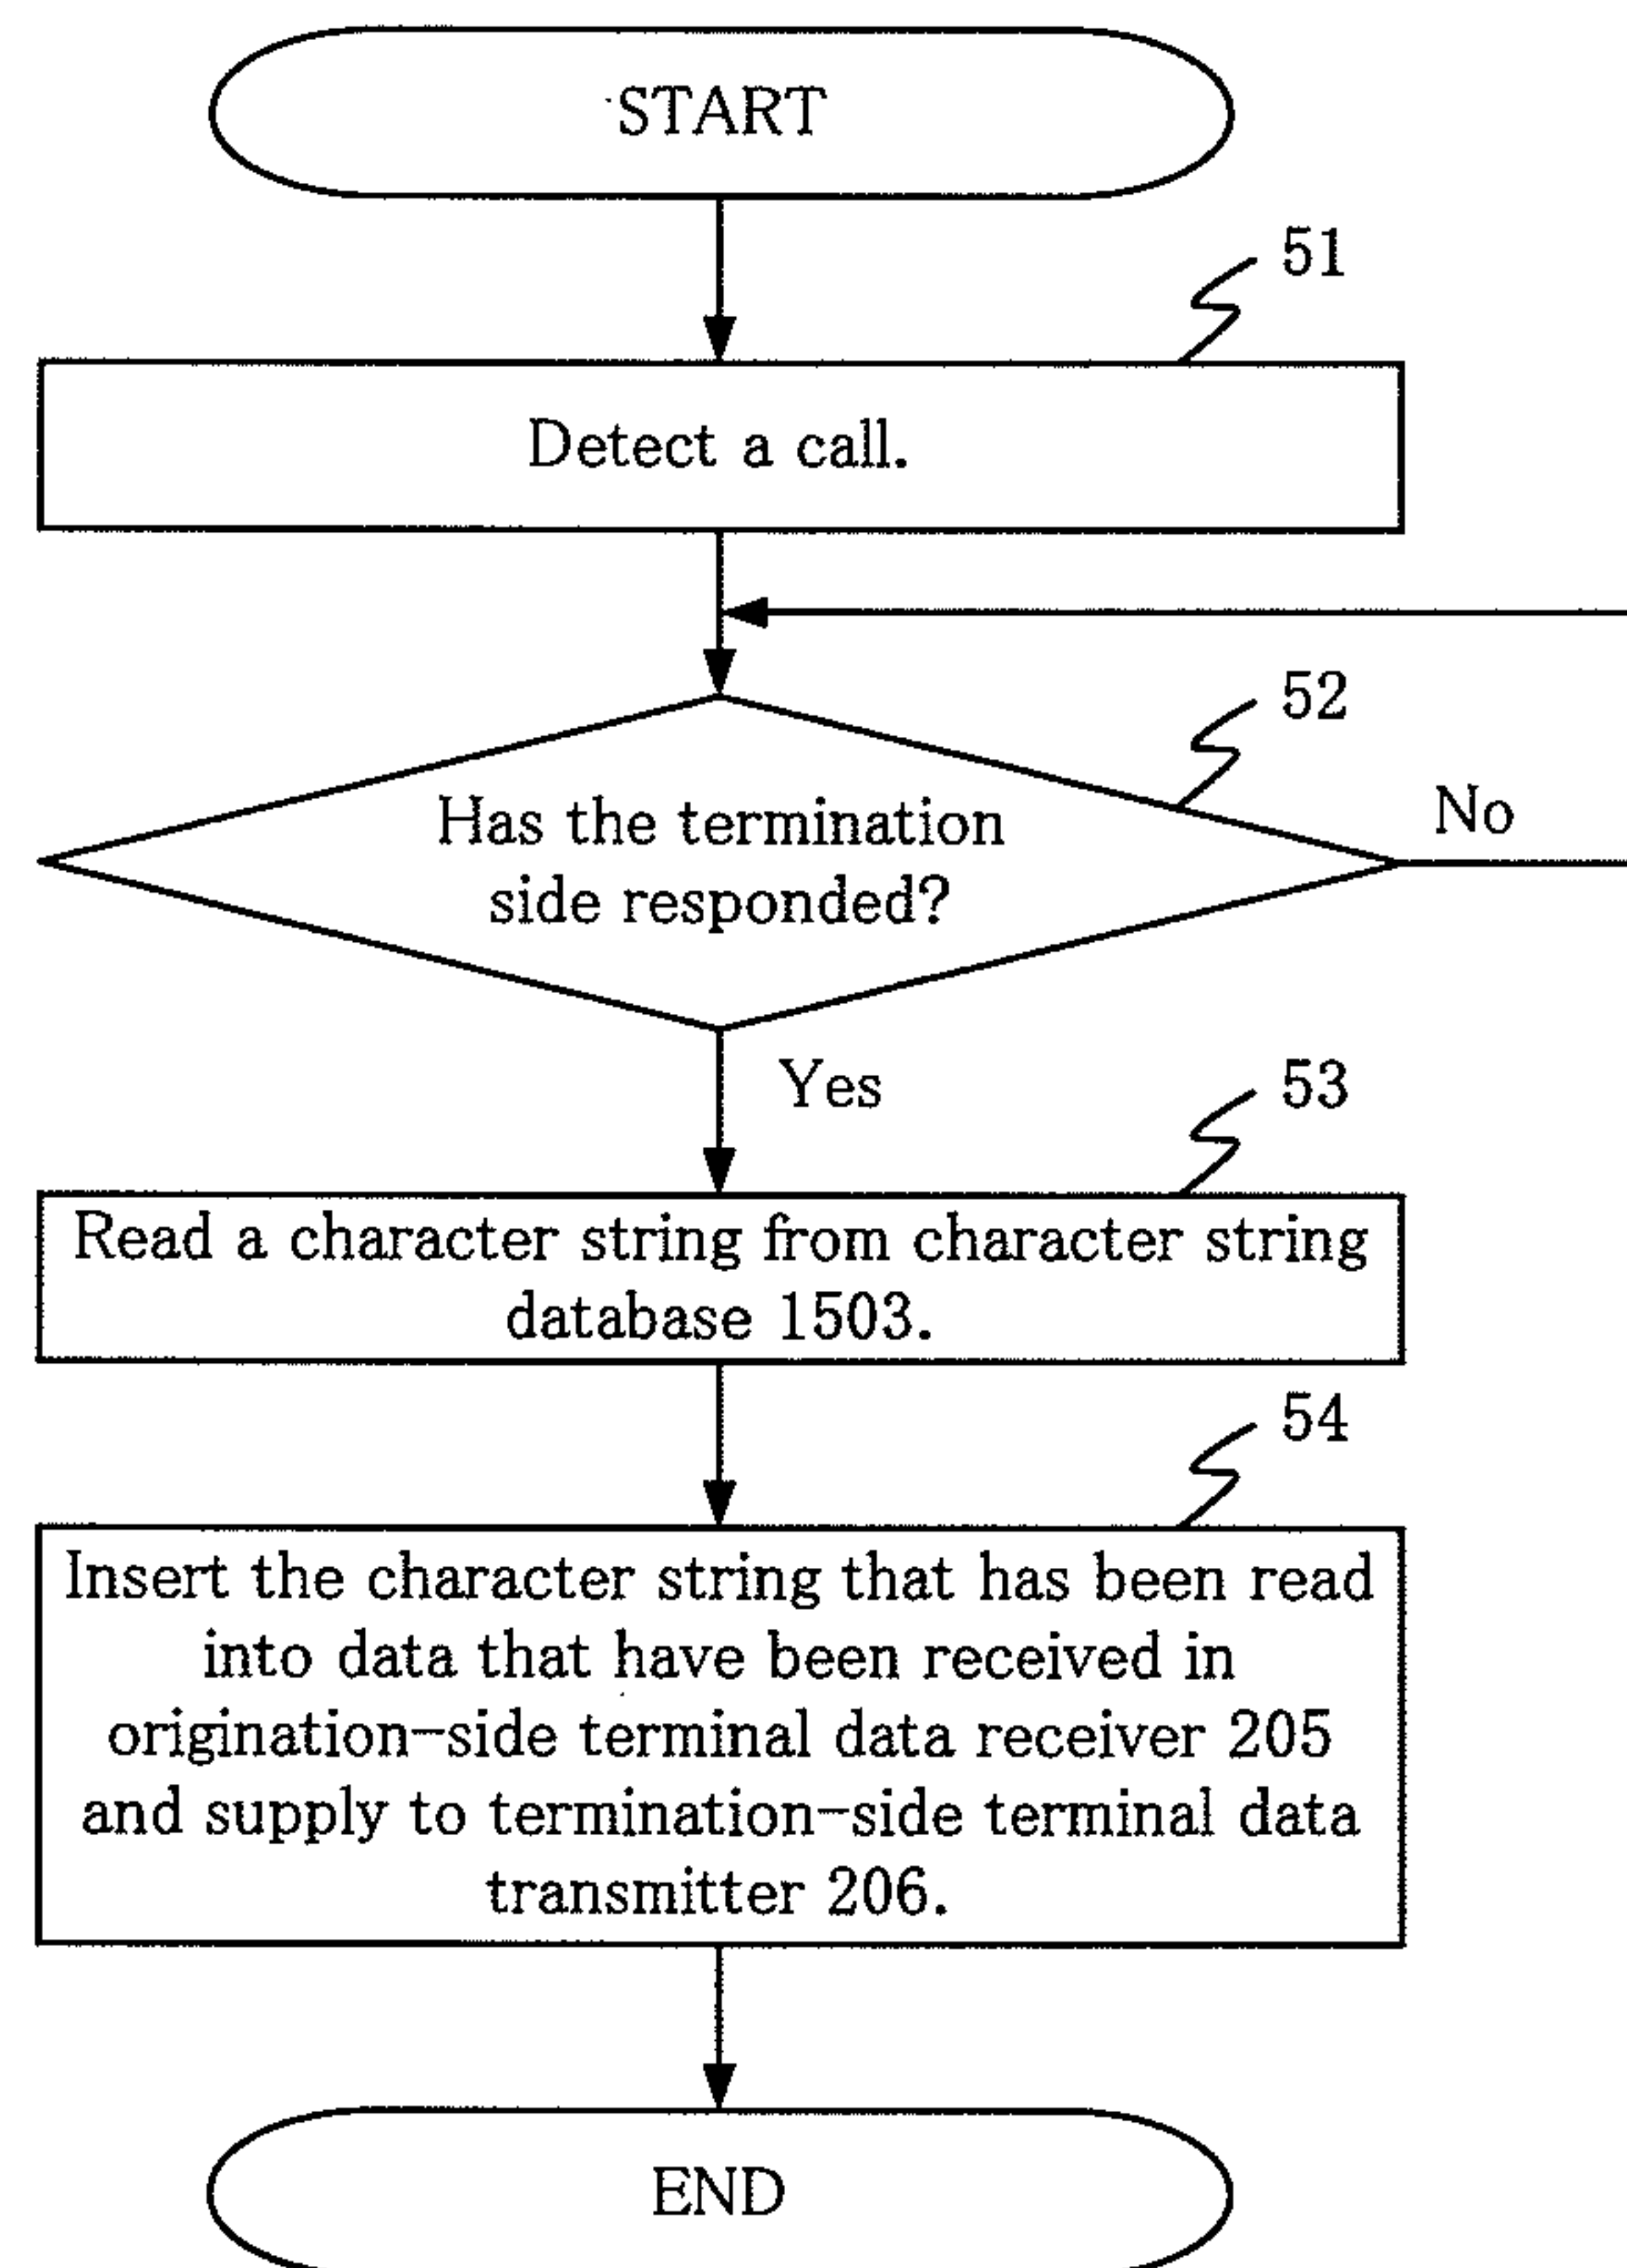 START
51
Detect a call.
52
No
Has the termination
side responded?
Yes
53
Read a character string from character string
database 1503.
54
Insert the character string that has been read
into data that have been received in
origination-side terminal data receiver 205
and supply to termination-side terminal data
transmitter 206.
END